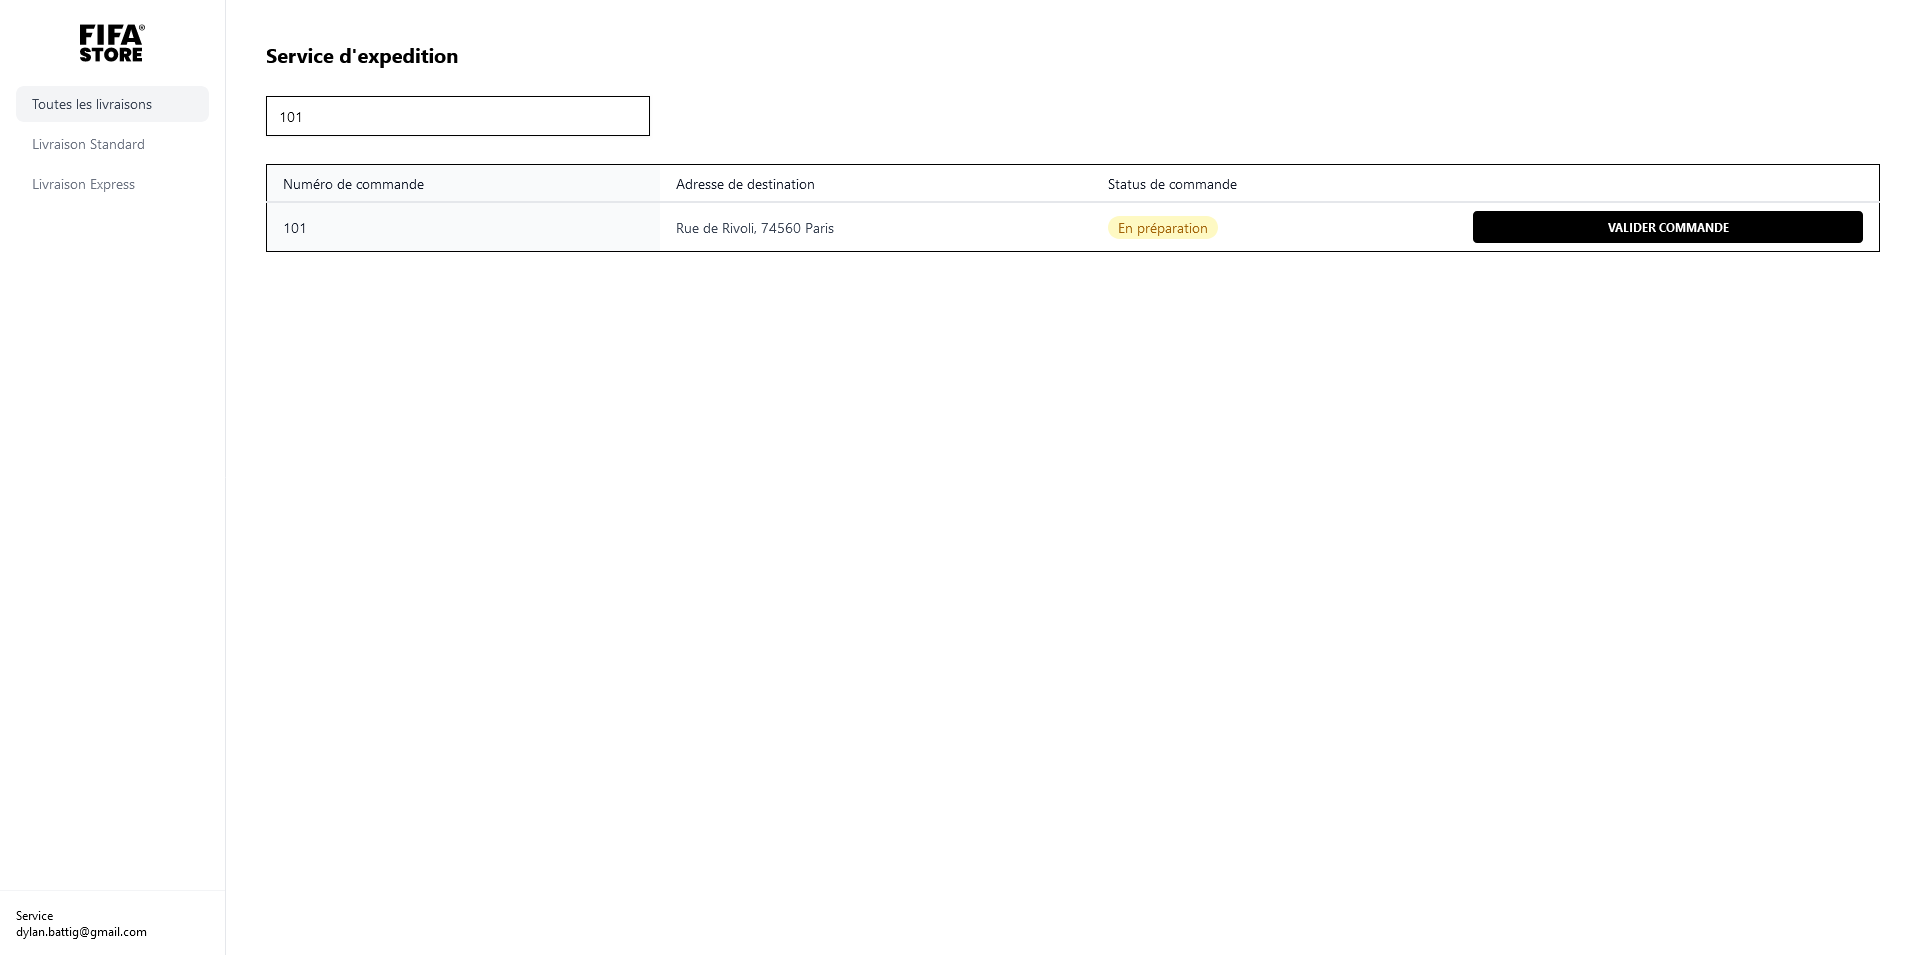 FIFA®
STORE
Toutes les livraisons
Livraison Standard
Livraison Express
Service
dylan.battig@gmail.com
Service d'expedition
101
Numéro de commande Adresse de destination Status de commande
101 Rue de Rivoli, 74560 Paris En préparation VALIDER COMMANDE